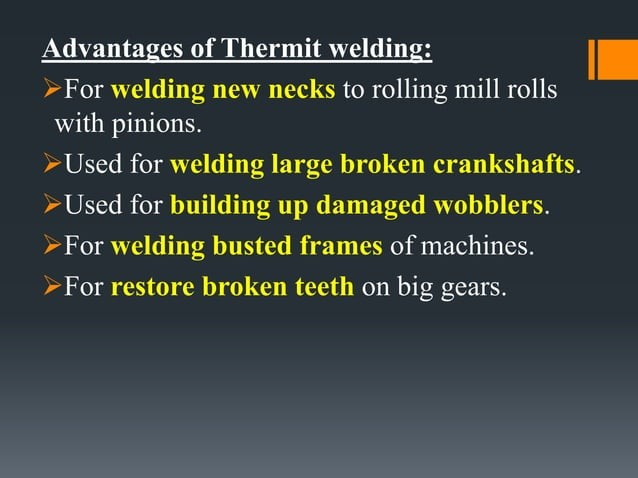 Advantages of Thermit welding:
➢For welding new necks to rolling mill rolls
with pinions.
➢Used for welding large broken crankshafts.
➢Used for building up damaged wobblers.
➢For welding busted frames of machines.
➢For restore broken teeth on big gears.